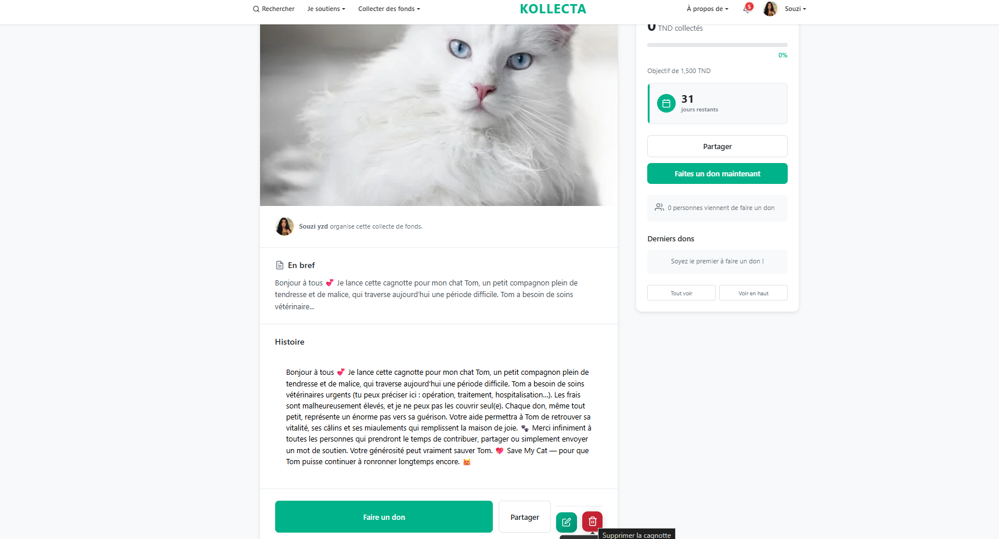 Rechercher Je soutiens Collecter des fonds KOLLECTA À propos de 5 Souzi
0 TND collectés
0%
Objectif de 1,500 TND
31
jours restants
Partager
Faites un don maintenant
0 personnes viennent de faire un don
Derniers dons
Soyez le premier à faire un don !
Tout voir Voir en haut
Souzi yzd organise cette collecte de fonds.
En bref
Bonjour à tous 💕 Je lance cette cagnotte pour mon chat Tom, un petit compagnon plein de
tendresse et de malice, qui traverse aujourd'hui une période difficile. Tom a besoin de soins
vétérinaire...
Histoire
Bonjour à tous 💕 Je lance cette cagnotte pour mon chat Tom, un petit compagnon plein de
tendresse et de malice, qui traverse aujourd'hui une période difficile. Tom a besoin de soins
vétérinaires urgents (tu peux préciser ici : opération, traitement, hospitalisation…). Les frais
sont malheureusement élevés, et je ne peux pas les couvrir seul(e). Chaque don, même tout
petit, représente un énorme pas vers sa guérison. Votre aide permettra à Tom de retrouver sa
vitalité, ses câlins et ses miaulements qui remplissent la maison de joie. 🐾 Merci infiniment à
toutes les personnes qui prendront le temps de contribuer, partager ou simplement envoyer
un mot de soutien. Votre générosité peut vraiment sauver Tom. 💖 Save My Cat — pour que
Tom puisse continuer à ronronner longtemps encore. 😻
Faire un don Partager
Supprimer la cagnotte